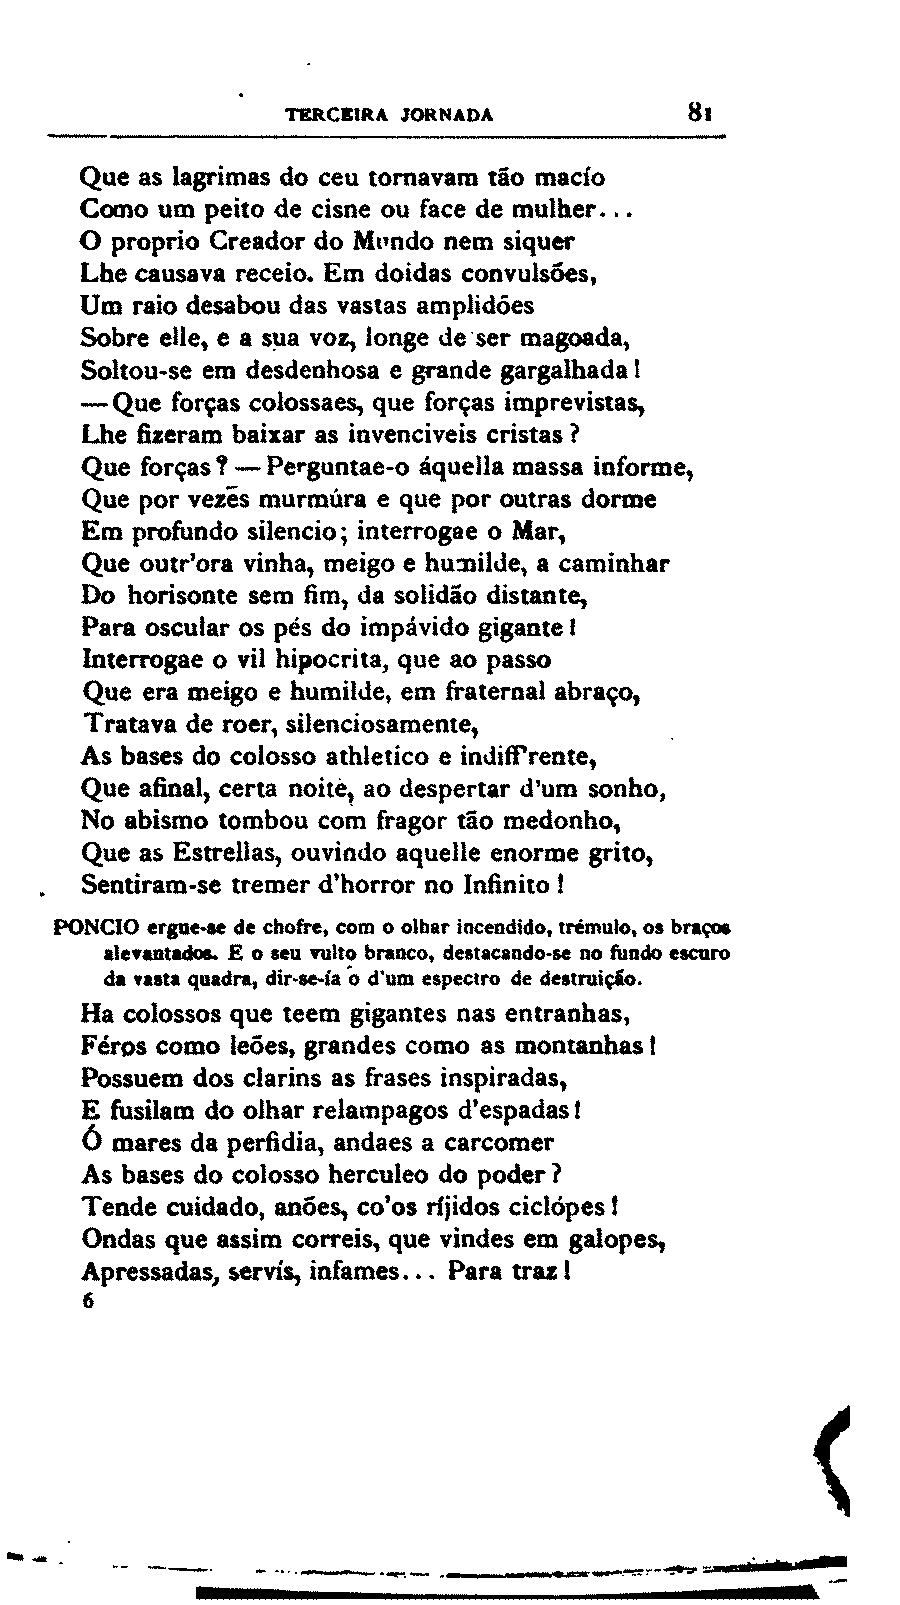 TERCEIRA JORNADA 81
Que as lagrimas do ceu tornavam tão macío
Como um peito de cisne ou face de mulher...
O proprio Creador do Mundo nem siquer
Lhe causava receio. Em doidas convulsões,
Um raio desabou das vastas amplidões
Sobre elle, e a sua voz, longe de ser magoada,
Soltou-se em desdenhosa e grande gargalhada!
—Que forças colossaes, que forças imprevistas,
Lhe fizeram baixar as invenciveis cristas?
Que forças? — Perguntae-o áquella massa informe,
Que por vezes murmúra e que por outras dorme
Em profundo silencio; interrogae o Mar,
Que outr'ora vinha, meigo e humilde, a caminhar
Do horisonte sem fim, da solidão distante,
Para oscular os pés do impávido gigante!
Interrogae o vil hipocrita, que ao passo
Que era meigo e humilde, em fraternal abraço,
Tratava de roer, silenciosamente,
As bases do colosso athletico e indiff'rente,
Que afinal, certa noite, ao despertar d'um sonho,
No abismo tombou com fragor tão medonho,
Que as Estrellas, ouvindo aquelle enorme grito,
Sentiram-se tremer d'horror no Infinito!
PONCIO ergue-se de chofre, com o olhar incendido, trémulo, os braços
alevantados. E o seu vulto branco, destacando-se no fundo escuro
da vasta quadra, dir-se-ía o d'um espectro de destruição.
Ha colossos que teem gigantes nas entranhas,
Féros como leões, grandes como as montanhas!
Possuem dos clarins as frases inspiradas,
E fusilam do olhar relampagos d'espadas!
Ó mares da perfidia, andaes a carcomer
As bases do colosso herculeo do poder?
Tende cuidado, anões, co'os ríjidos ciclópes!
Ondas que assim correis, que vindes em galopes,
Apressadas, servís, infames... Para traz!
6